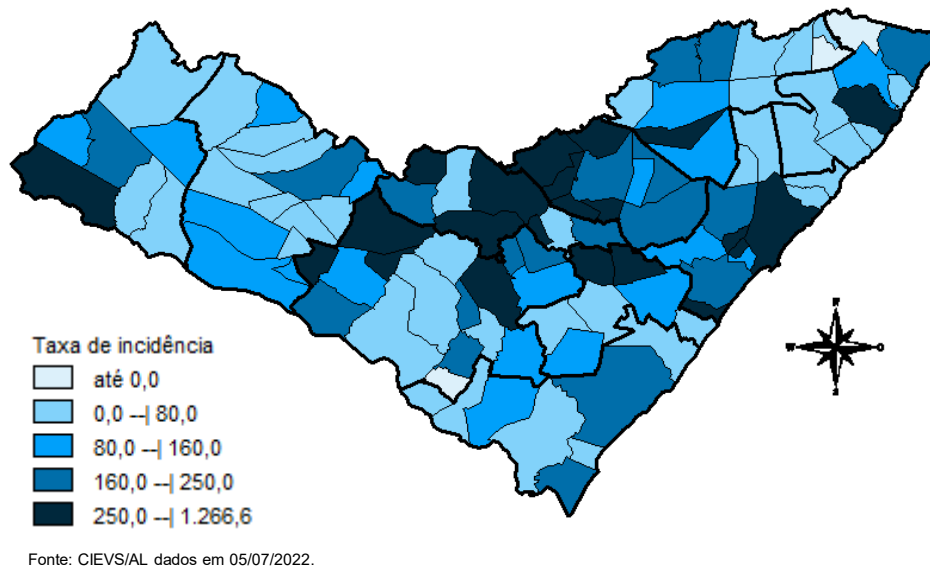 Taxa de incidência
até 0,0
0,0 --| 80,0
80,0 --| 160,0
160,0 --| 250,0
250,0 --| 1.266,6
W
Fonte: CIEVS/AL dados em 05/07/2022.